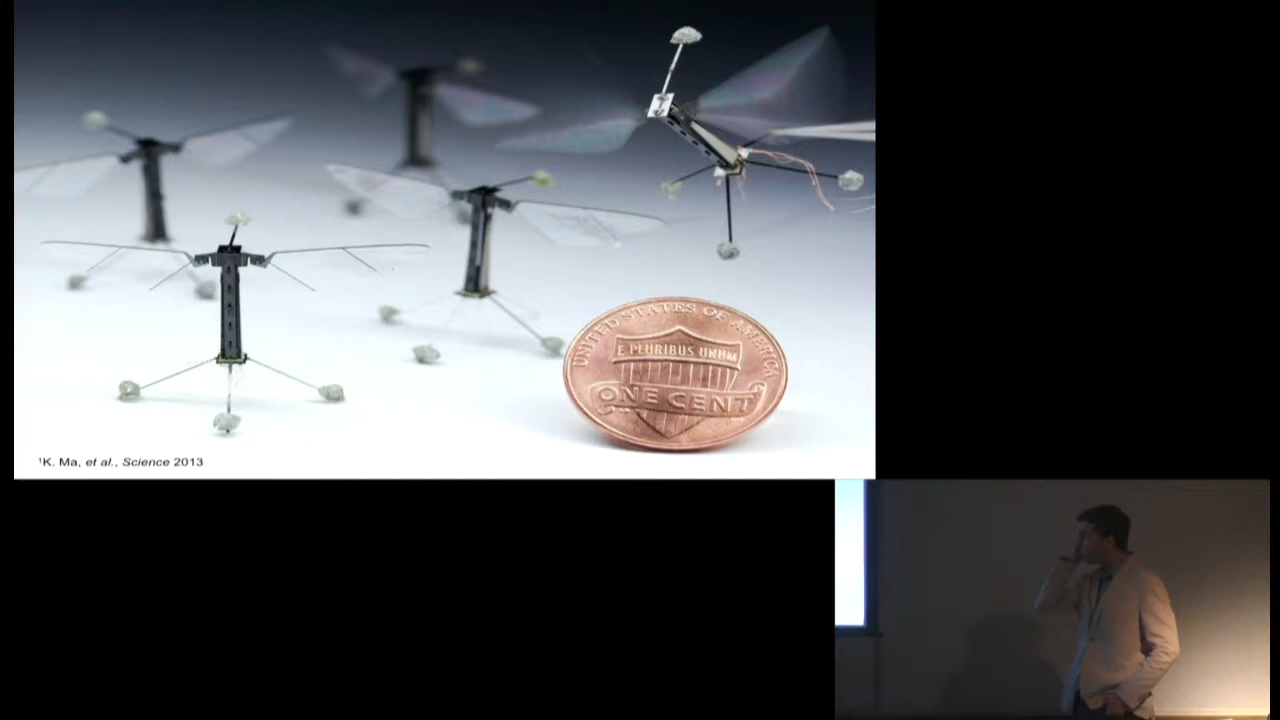 UNITED STATES OF AMERICA
E PLURIBUS UNUM
ONE CENT
¹K. Ma, et al., Science 2013